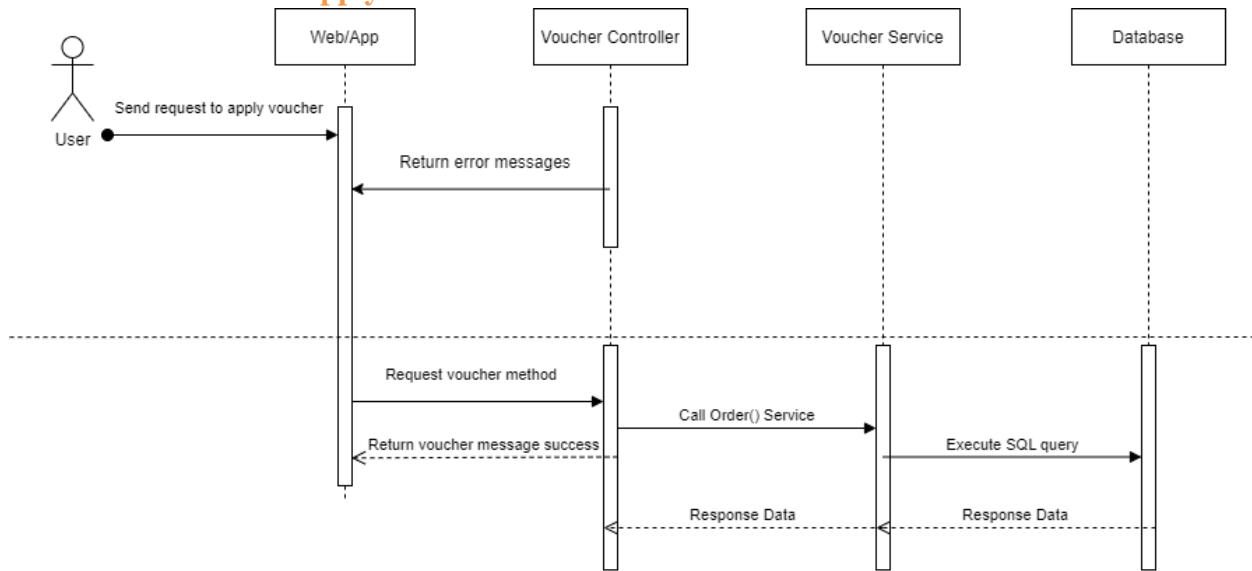 Web/App
Voucher Controller
Voucher Service
Database
Send request to apply voucher
User
Return error messages
Request voucher method
Call Order() Service
Return voucher message success
Execute SQL query
Response Data
Response Data